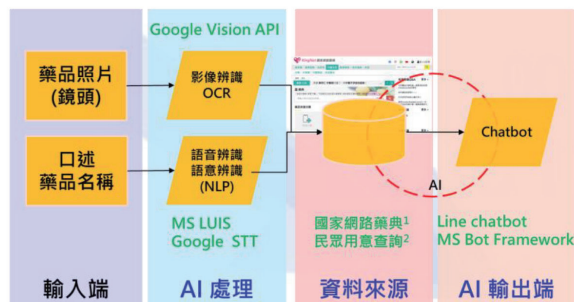 Google Vision API
藥品照片
(鏡頭)
影像辨識
OCR
口述
藥品名稱
語音辨識
語意辨識
(NLP)
MS LUIS
Google STT
Chatbot
AI
國家網路藥典1
民眾用意查詢2
Line chatbot
MS Bot Framework
輸入端
AI 處理
資料來源
AI 輸出端